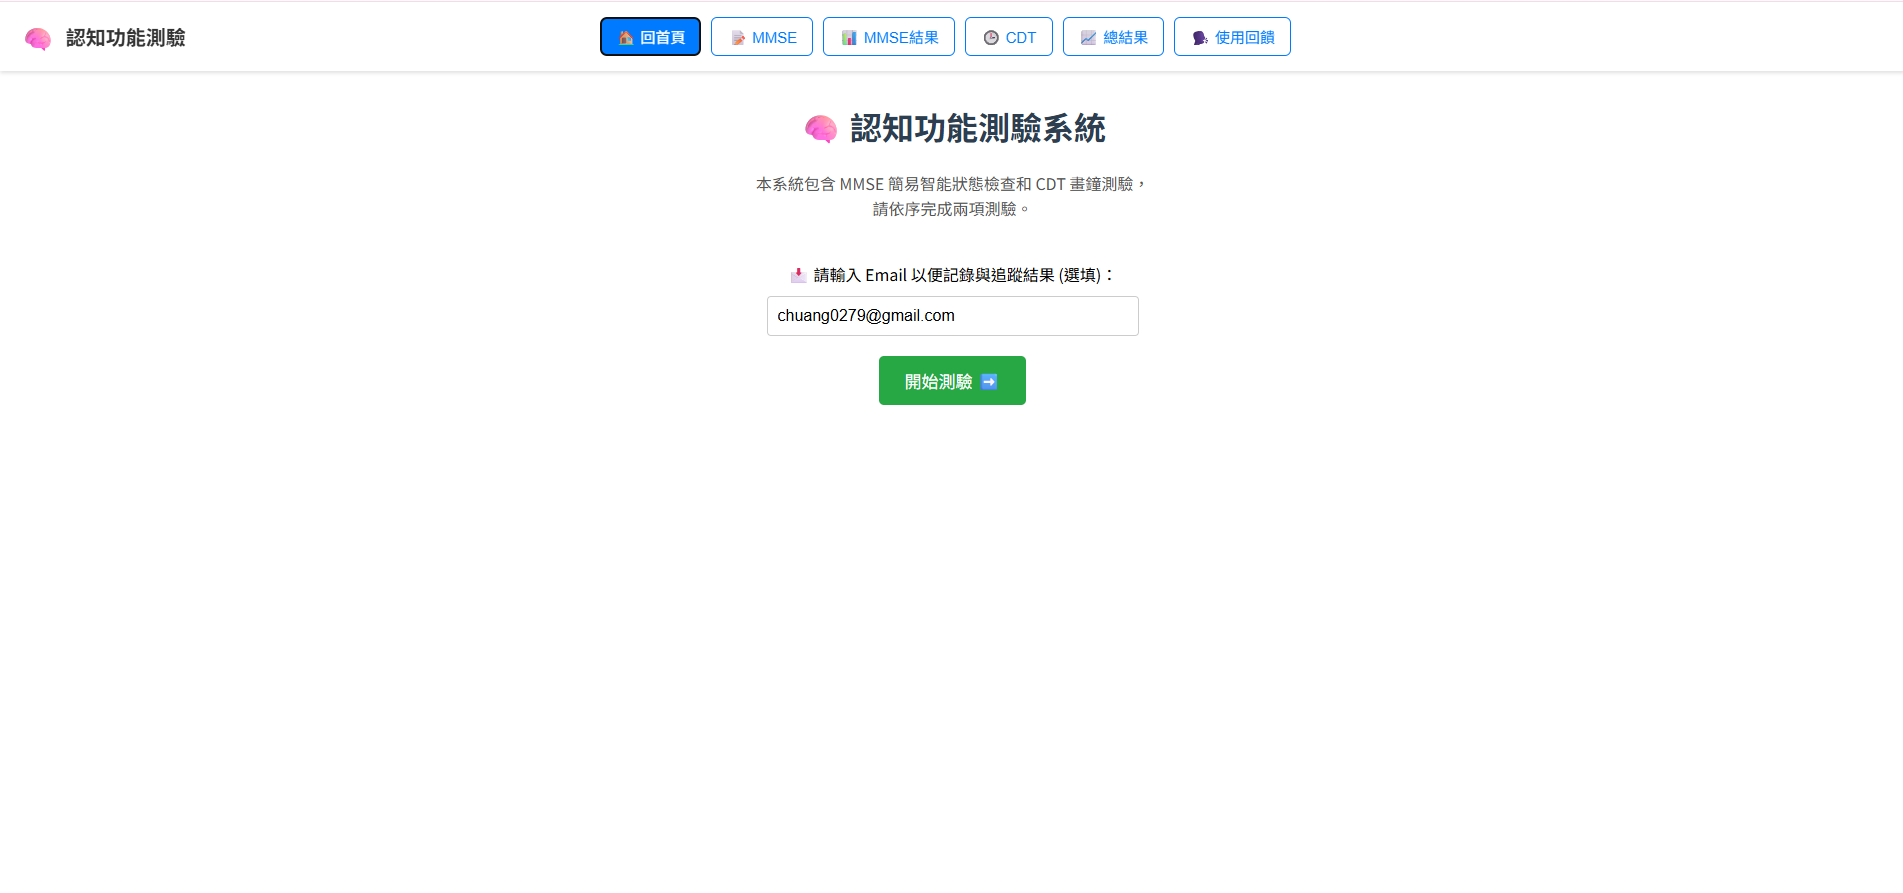 認知功能測驗
回首頁
MMSE
MMSE結果
CDT
總結果
使用回饋
認知功能測驗系統
本系統包含 MMSE 簡易智能狀態檢查和 CDT 畫鐘測驗，
請依序完成兩項測驗。
請輸入 Email 以便記錄與追蹤結果 (選填)：
chuang0279@gmail.com
開始測驗 ➡️